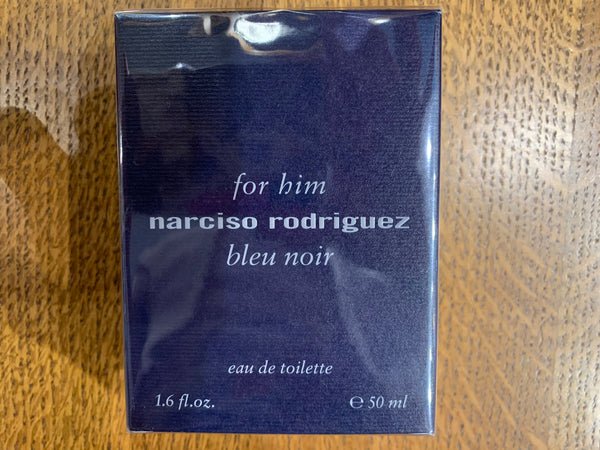 for him
narciso rodriguez
bleu noir
eau de toilette
1.6 fl.oz. ℮ 50 ml